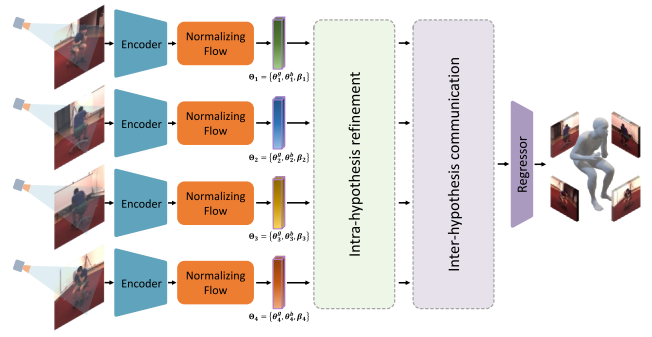 Encoder
Normalizing
Flow
Θ₁ = {θ₁ᵍ, θ₁ᵇ, β₁}
Encoder
Normalizing
Flow
Θ₂ = {θ₂ᵍ, θ₂ᵇ, β₂}
Encoder
Normalizing
Flow
Θ₃ = {θ₃ᵍ, θ₃ᵇ, β₃}
Encoder
Normalizing
Flow
Θ₄ = {θ₄ᵍ, θ₄ᵇ, β₄}
Intra-hypothesis refinement
Inter-hypothesis communication
Regressor